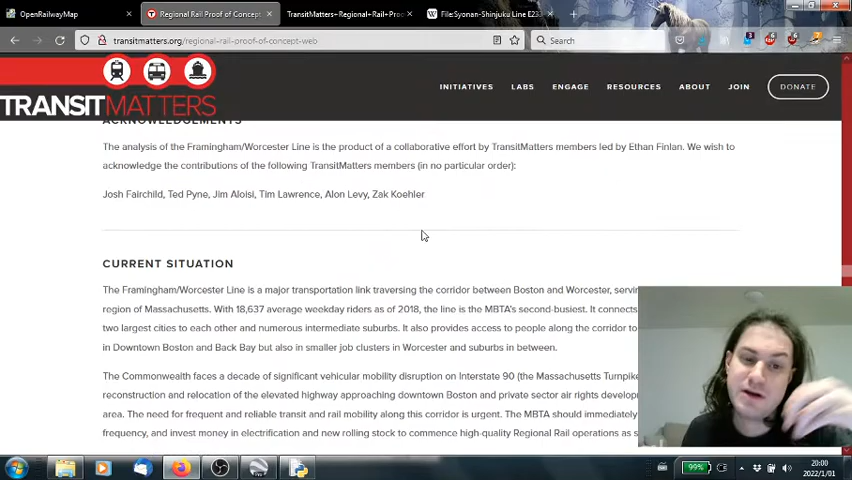 OpenRailwayMap
Regional Rail Proof of Concept
TransitMatters+Regional+Rail+Pro
File:Syonan-Shinjuku Line E233
transitmatters.org/regional-rail-proof-of-concept-web
Search
TRANSITMATTERS
INITIATIVES LABS ENGAGE RESOURCES ABOUT JOIN DONATE
ACKNOWLEDGEMENTS
The analysis of the Framingham/Worcester Line is the product of a collaborative effort by TransitMatters members led by Ethan Finlan. We wish to
acknowledge the contributions of the following TransitMatters members (in no particular order):
Josh Fairchild, Ted Pyne, Jim Aloisi, Tim Lawrence, Alon Levy, Zak Koehler
CURRENT SITUATION
The Framingham/Worcester Line is a major transportation link traversing the corridor between Boston and Worcester, servin
region of Massachusetts. With 18,637 average weekday riders as of 2018, the line is the MBTA's second-busiest. It connects
two largest cities to each other and numerous intermediate suburbs. It also provides access to people along the corridor to
in Downtown Boston and Back Bay but also in smaller job clusters in Worcester and suburbs in between.
The Commonwealth faces a decade of significant vehicular mobility disruption on Interstate 90 (the Massachusetts Turnpike
reconstruction and relocation of the elevated highway approaching downtown Boston and private sector air rights develop
area. The need for frequent and reliable transit and rail mobility along this corridor is urgent. The MBTA should immediately
frequency, and invest money in electrification and new rolling stock to commence high-quality Regional Rail operations as s
99%
20:00
2022/1/01